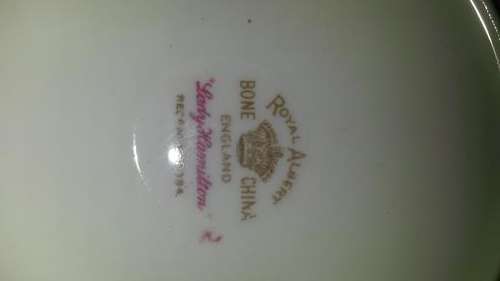 ROYAL ALBERT
BONE CHINA
ENGLAND
"Lady Hamilton"